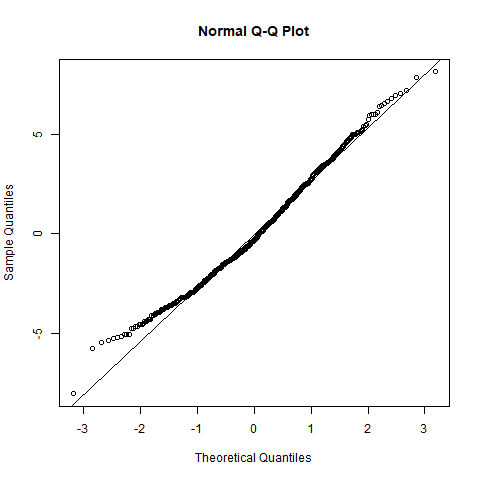 Normal Q-Q Plot
5
0
-5
Sample Quantiles
-3 -2 -1 0 1 2 3
Theoretical Quantiles